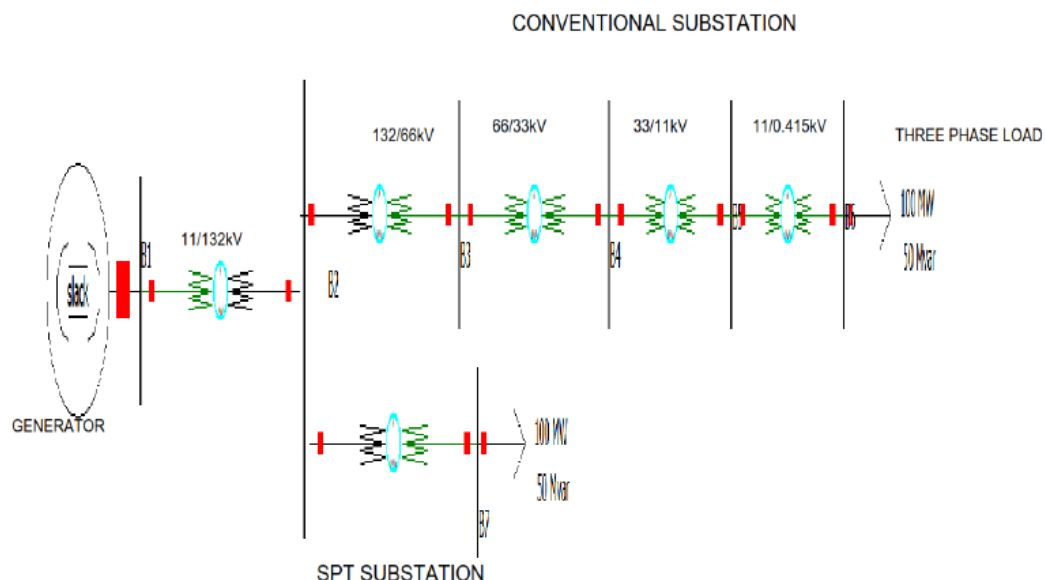 CONVENTIONAL SUBSTATION
132/66kV
66/33kV
33/11kV
11/0.415kV
THREE PHASE LOAD
100 MW
50 Mvar
11/132kV
B1
B2
B3
B4
B5
B6
slack
GENERATOR
100 MW
50 Mvar
B7
SPT SUBSTATION